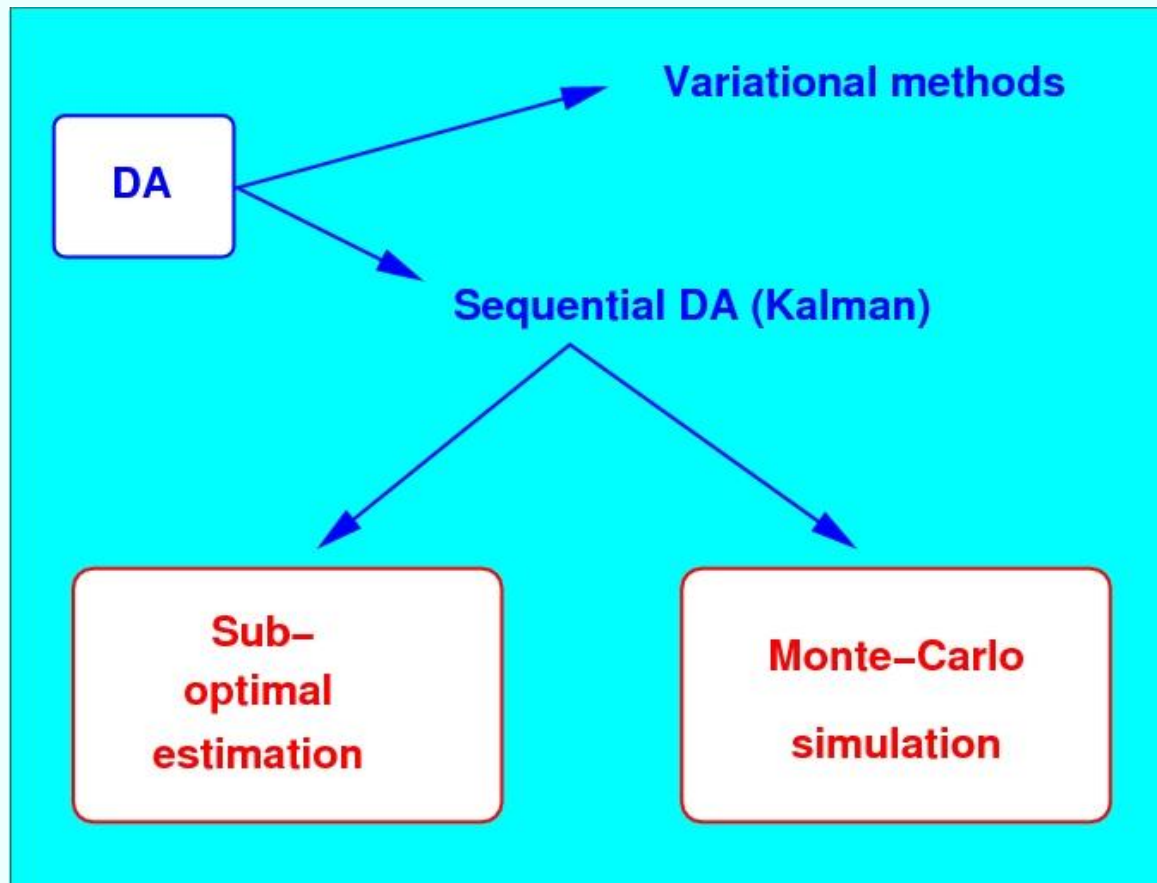 Variational methods
DA
Sequential DA (Kalman)
Sub-
optimal
estimation
Monte-Carlo
simulation